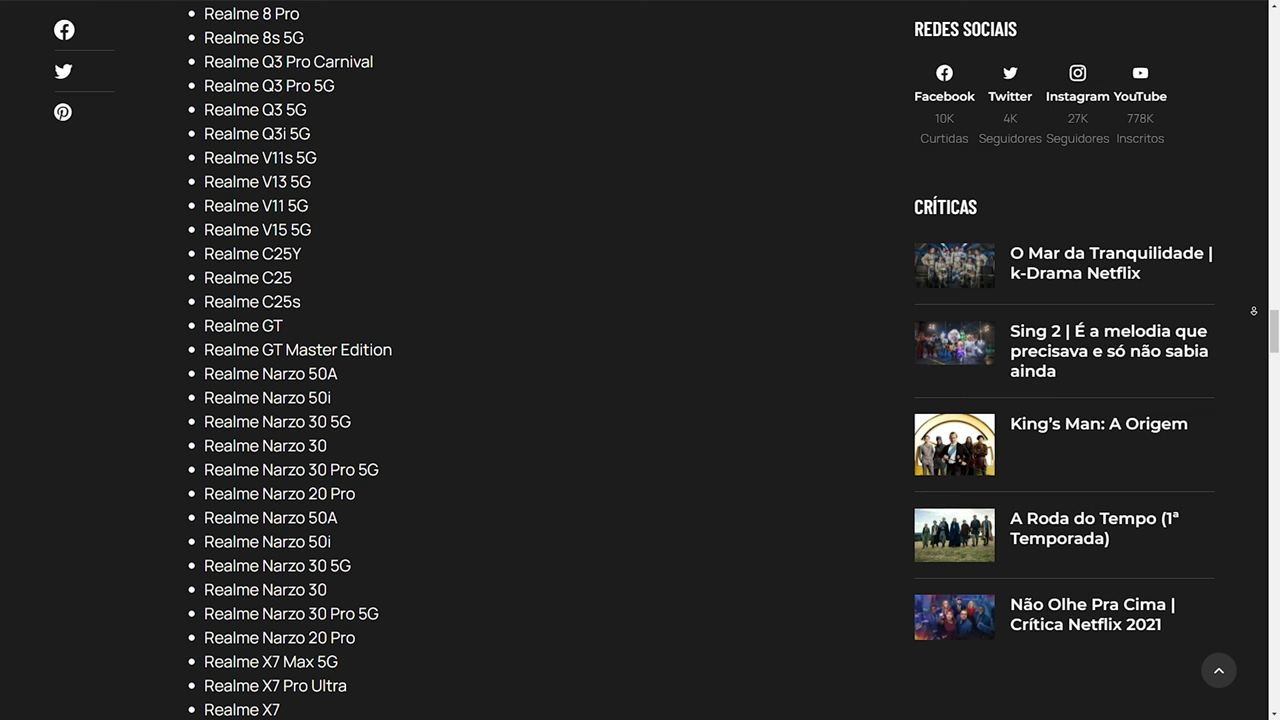 Realme 8 Pro
Realme 8s 5G
Realme Q3 Pro Carnival
Realme Q3 Pro 5G
Realme Q3 5G
Realme Q3i 5G
Realme V11s 5G
Realme V13 5G
Realme V11 5G
Realme V15 5G
Realme C25Y
Realme C25
Realme C25s
Realme GT
Realme GT Master Edition
Realme Narzo 50A
Realme Narzo 50i
Realme Narzo 30 5G
Realme Narzo 30
Realme Narzo 30 Pro 5G
Realme Narzo 20 Pro
Realme Narzo 50A
Realme Narzo 50i
Realme Narzo 30 5G
Realme Narzo 30
Realme Narzo 30 Pro 5G
Realme Narzo 20 Pro
Realme X7 Max 5G
Realme X7 Pro Ultra
Realme X7
REDES SOCIAIS
Facebook Twitter Instagram YouTube
10K 4K 27K 778K
Curtidas Seguidores Seguidores Inscritos
CRÍTICAS
O Mar da Tranquilidade |
k-Drama Netflix
Sing 2 | É a melodia que
precisava e só não sabia
ainda
King's Man: A Origem
A Roda do Tempo (1ª
Temporada)
Não Olhe Pra Cima |
Crítica Netflix 2021